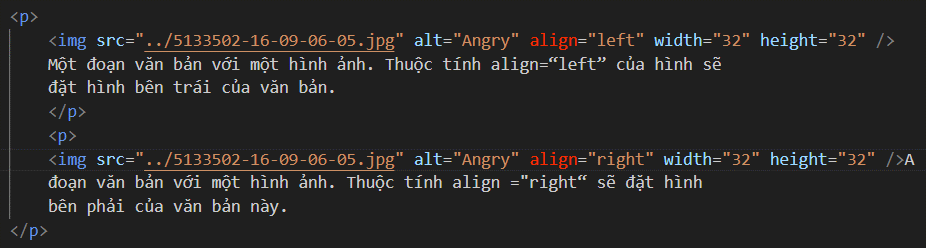 <p>
<img src="../5133502-16-09-06-05.jpg" alt="Angry" align="left" width="32" height="32" />
Một đoạn văn bản với một hình ảnh. Thuộc tính align=“left” của hình sẽ
đặt hình bên trái của văn bản.
</p>
<p>
<img src="../5133502-16-09-06-05.jpg" alt="Angry" align="right" width="32" height="32" />A
đoạn văn bản với một hình ảnh. Thuộc tính align ="right“ sẽ đặt hình
bên phải của văn bản này.
</p>